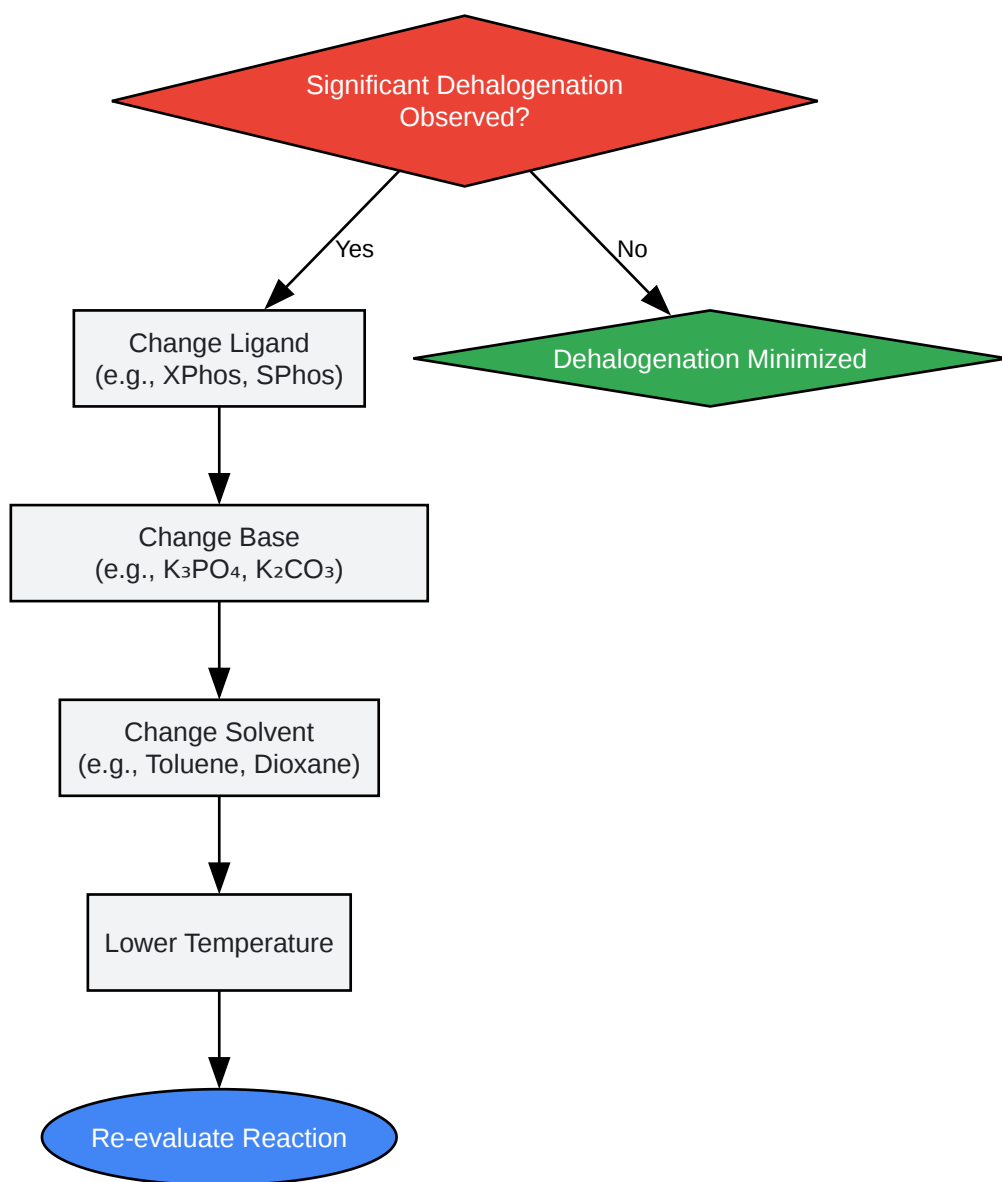 Significant Dehalogenation
Observed?
Yes
No
Change Ligand
(e.g., XPhos, SPhos)
Dehalogenation Minimized
Change Base
(e.g., K₃PO₄, K₂CO₃)
Change Solvent
(e.g., Toluene, Dioxane)
Lower Temperature
Re-evaluate Reaction